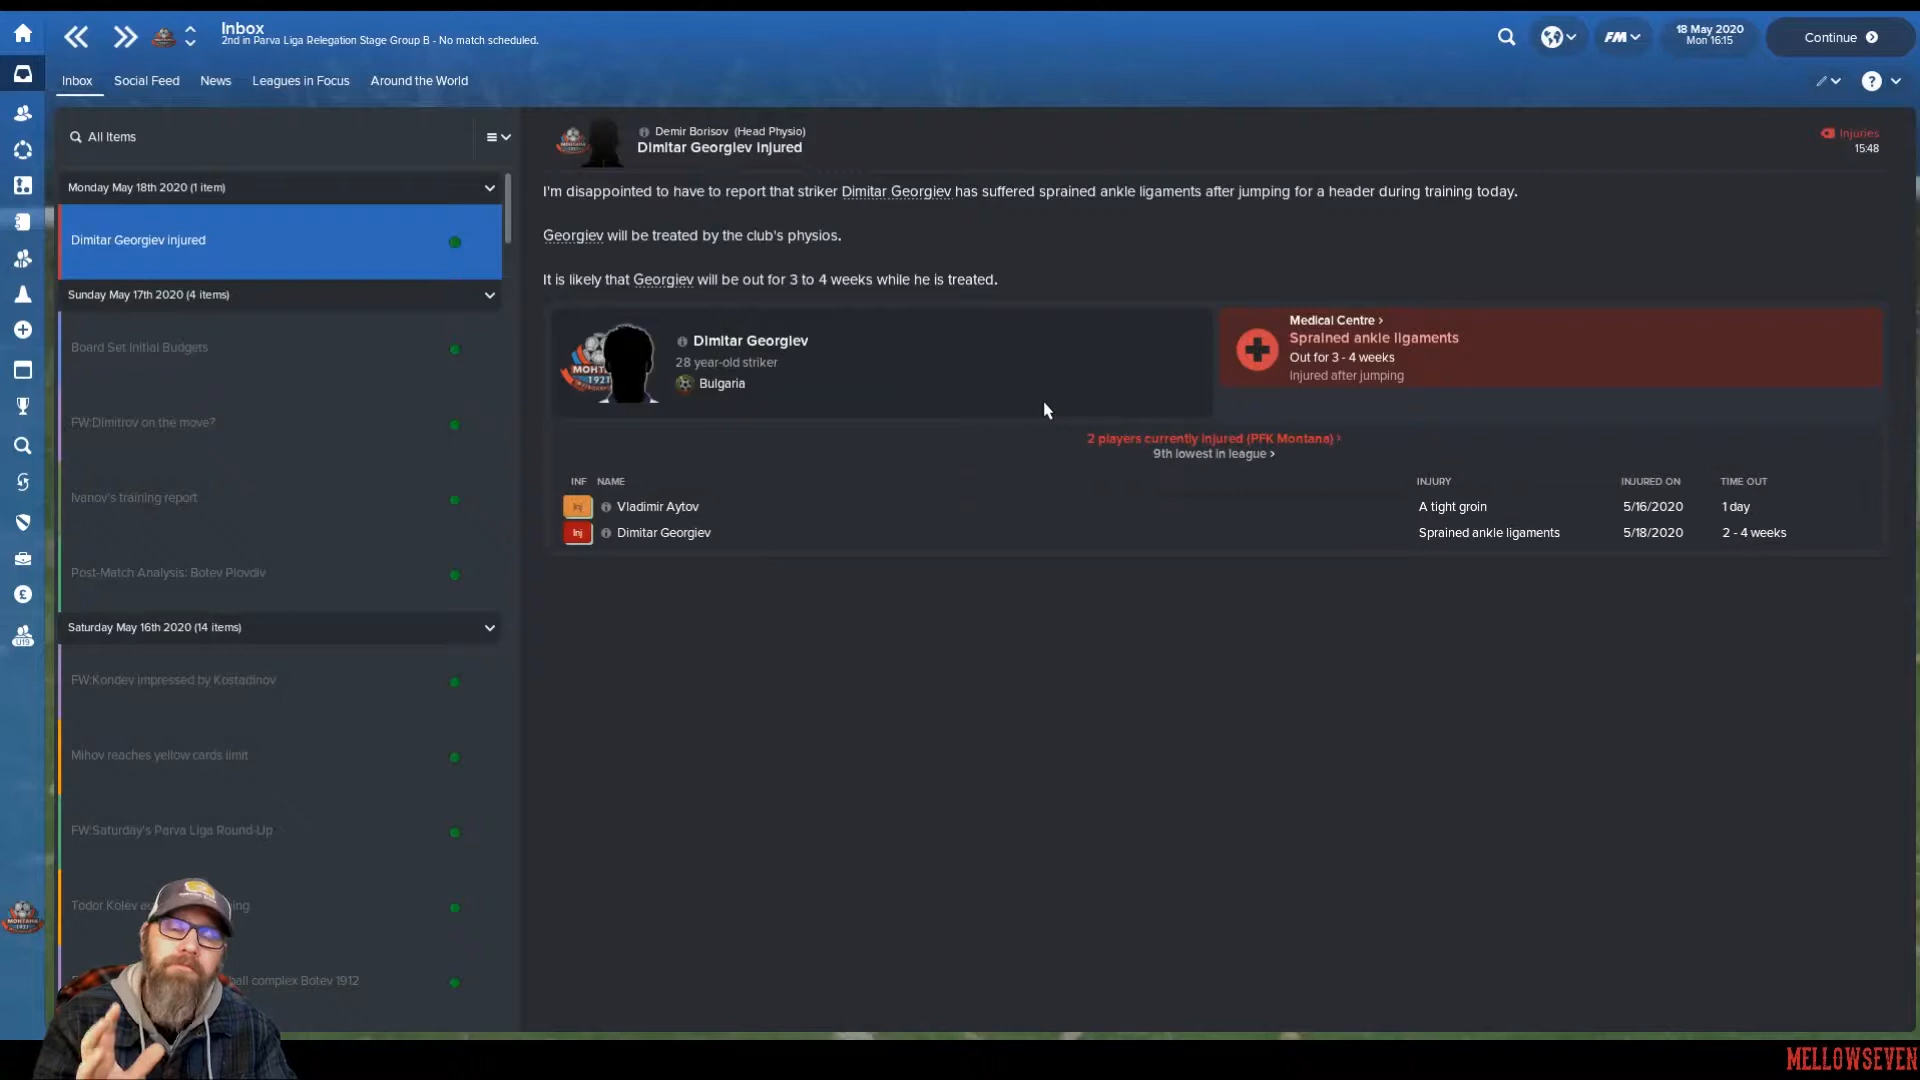 Inbox
2nd in Parva Liga Relegation Stage Group B - No match scheduled.
FM
18 May 2020
Mon 16:15
Continue
Inbox Social Feed News Leagues in Focus Around the World
All Items
Monday May 18th 2020 (1 item)
Dimitar Georgiev injured
Sunday May 17th 2020 (4 items)
Board Set Initial Budgets
FW:Dimitrov on the move?
Ivanov's training report
Post-Match Analysis: Botev Plovdiv
Saturday May 16th 2020 (14 items)
FW:Kondev impressed by Kostadinov
Mihov reaches yellow cards limit
FW:Saturday's Parva Liga Round-Up
Todor Kolev
complex Botev 1912
Demir Borisov (Head Physio)
Dimitar Georgiev injured
Injuries
15:48
I'm disappointed to have to report that striker Dimitar Georgiev has suffered sprained ankle ligaments after jumping for a header during training today.
Georgiev will be treated by the club's physios.
It is likely that Georgiev will be out for 3 to 4 weeks while he is treated.
Dimitar Georgiev
28 year-old striker
Bulgaria
Medical Centre >
Sprained ankle ligaments
Out for 3 - 4 weeks
Injured after jumping
2 players currently injured (PFK Montana) >
9th lowest in league >
INF NAME INJURY INJURED ON TIME OUT
Inj Vladimir Aytov A tight groin 5/16/2020 1 day
Inj Dimitar Georgiev Sprained ankle ligaments 5/18/2020 2 - 4 weeks
U19
MONTANA
1921
MELLOWSEVEN